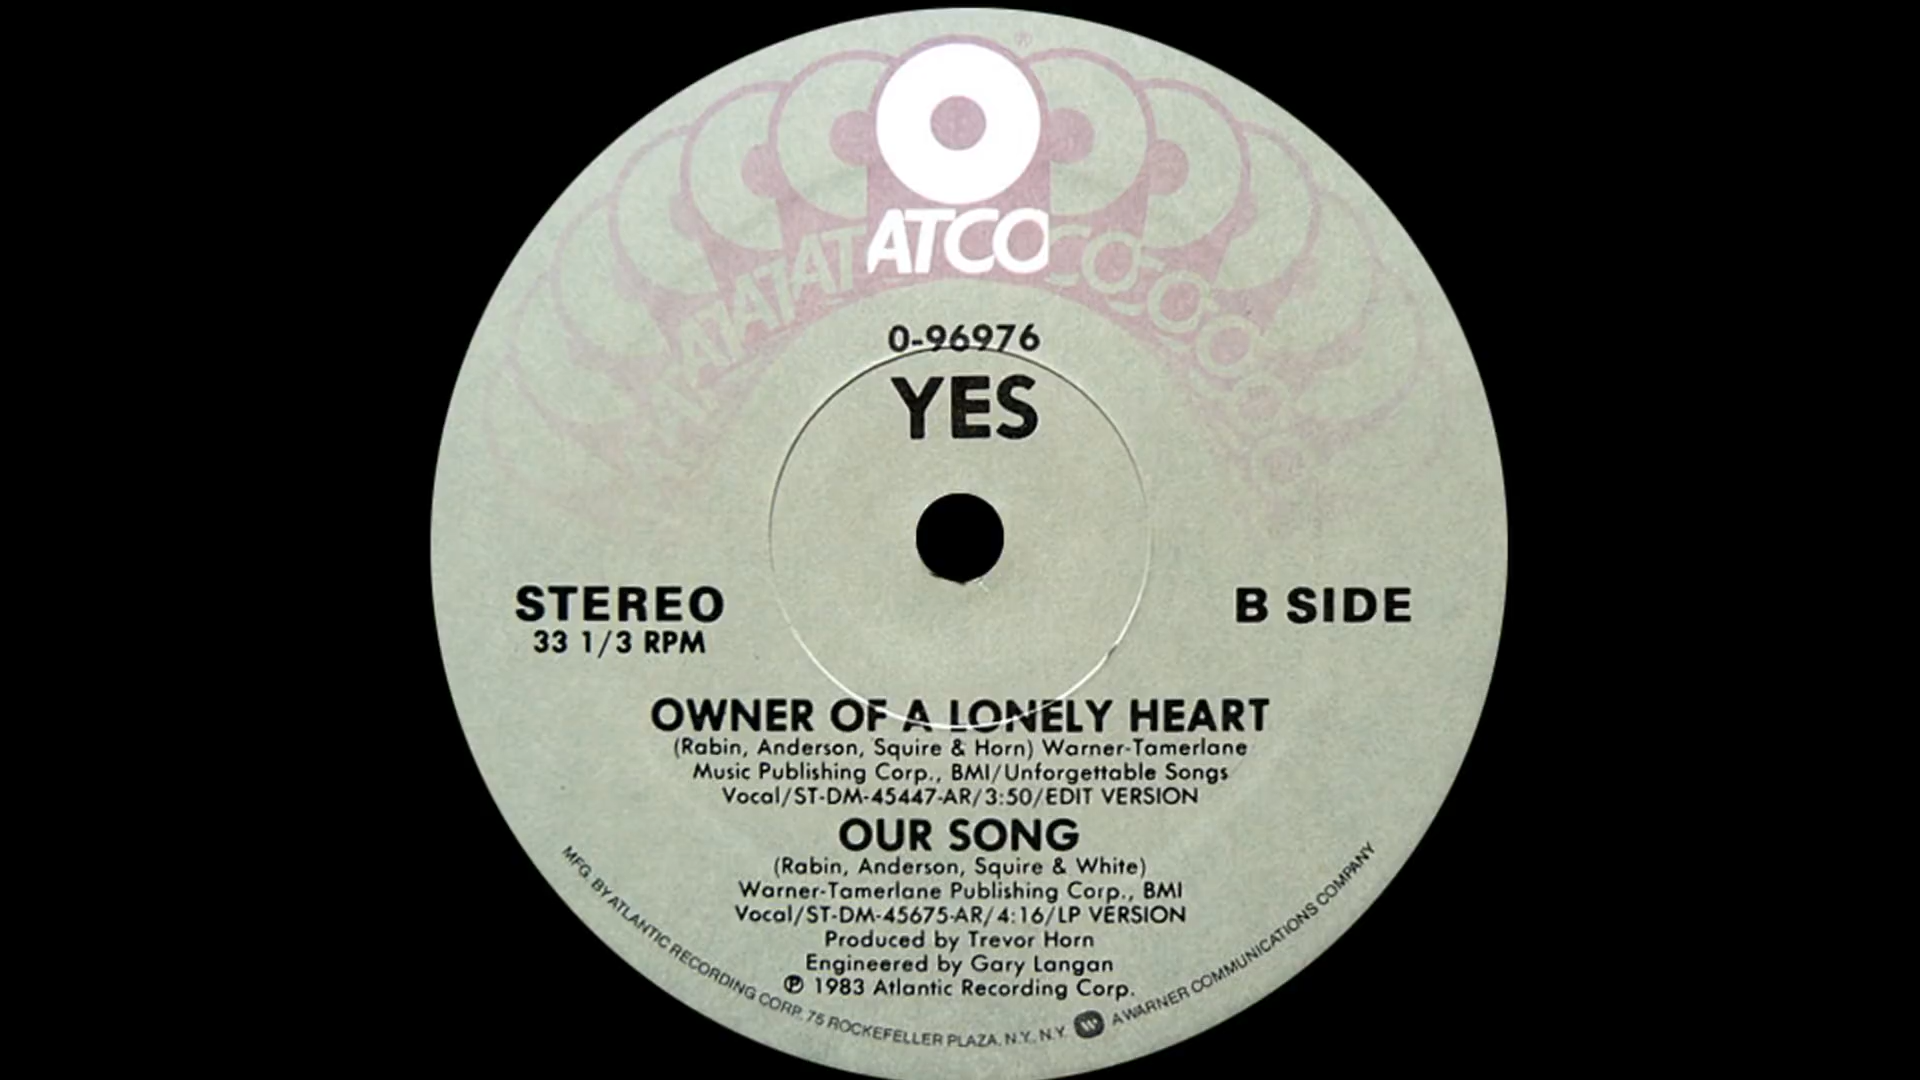 ATCO
0-96976
YES
STEREO
33 1/3 RPM
B SIDE
OWNER OF A LONELY HEART
(Rabin, Anderson, Squire & Horn) Warner-Tamerlane
Music Publishing Corp., BMI/Unforgettable Songs
Vocal/ST-DM-45447-AR/3:50/EDIT VERSION
OUR SONG
(Rabin, Anderson, Squire & White)
Warner-Tamerlane Publishing Corp., BMI
Vocal/ST-DM-45675-AR/4:16/LP VERSION
Produced by Trevor Horn
Engineered by Gary Langan
℗ 1983 Atlantic Recording Corp.
MFG. BY ATLANTIC RECORDING CORP. 75 ROCKEFELLER PLAZA, N.Y., N.Y. A WARNER COMMUNICATIONS COMPANY